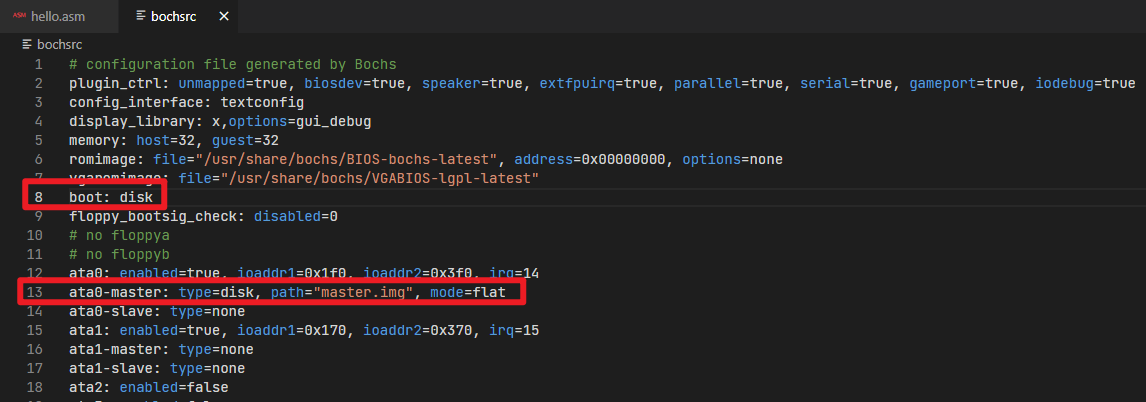 ASM hello.asm bochsrc ×
bochsrc
1 # configuration file generated by Bochs
2 plugin_ctrl: unmapped=true, biosdev=true, speaker=true, extfpuirq=true, parallel=true, serial=true, gameport=true, iodebug=true
3 config_interface: textconfig
4 display_library: x,options=gui_debug
5 memory: host=32, guest=32
6 romimage: file="/usr/share/bochs/BIOS-bochs-latest", address=0x00000000, options=none
7 vgaromimage: file="/usr/share/bochs/VGABIOS-lgpl-latest"
8 boot: disk
9 floppy_bootsig_check: disabled=0
10 # no floppya
11 # no floppyb
12 ata0: enabled=true, ioaddr1=0x1f0, ioaddr2=0x3f0, irq=14
13 ata0-master: type=disk, path="master.img", mode=flat
14 ata0-slave: type=none
15 ata1: enabled=true, ioaddr1=0x170, ioaddr2=0x370, irq=15
16 ata1-master: type=none
17 ata1-slave: type=none
18 ata2: enabled=false